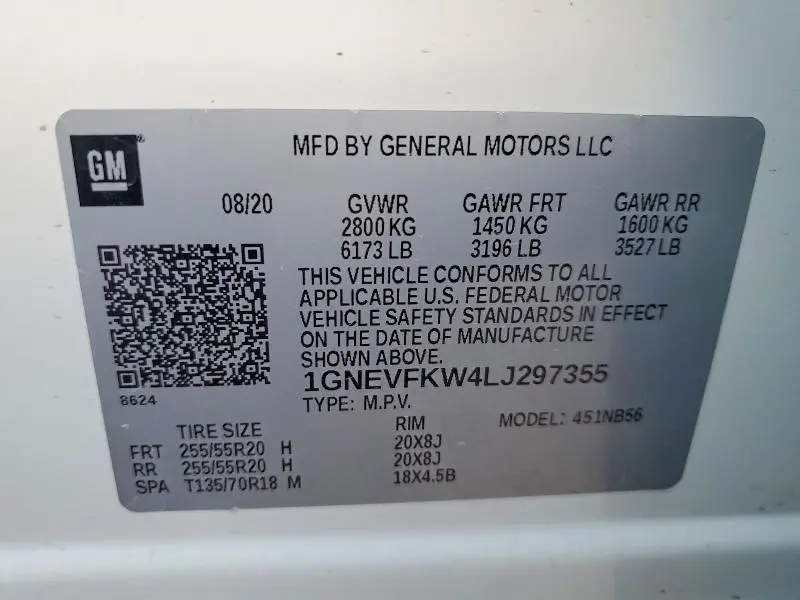 GM
MFD BY GENERAL MOTORS LLC
08/20 GVWR GAWR FRT GAWR RR
2800 KG 1450 KG 1600 KG
6173 LB 3196 LB 3527 LB
THIS VEHICLE CONFORMS TO ALL
APPLICABLE U.S. FEDERAL MOTOR
VEHICLE SAFETY STANDARDS IN EFFECT
ON THE DATE OF MANUFACTURE
SHOWN ABOVE.
1GNEVFKW4LJ297355
8624
TYPE: M.P.V. MODEL: 451NB56
TIRE SIZE RIM
FRT 255/55R20 H 20X8J
RR 255/55R20 H 20X8J
SPA T135/70R18 M 18X4.5B